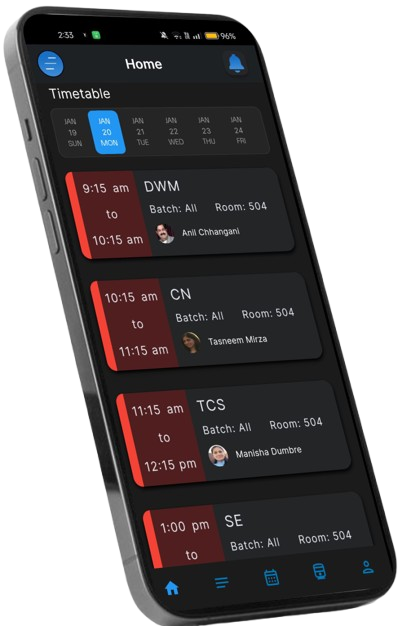 2:33 96%
Home
Timetable
JAN JAN JAN JAN JAN JAN
19 20 21 22 23 24
SUN MON TUE WED THU FRI
9:15 am
to
10:15 am
DWM
Batch: All Room: 504
Anil Chhangani
10:15 am
to
11:15 am
CN
Batch: All Room: 504
Tasneem Mirza
11:15 am
to
12:15 pm
TCS
Batch: All Room: 504
Manisha Dumbre
1:00 pm
to
SE
Batch: All Room: 504